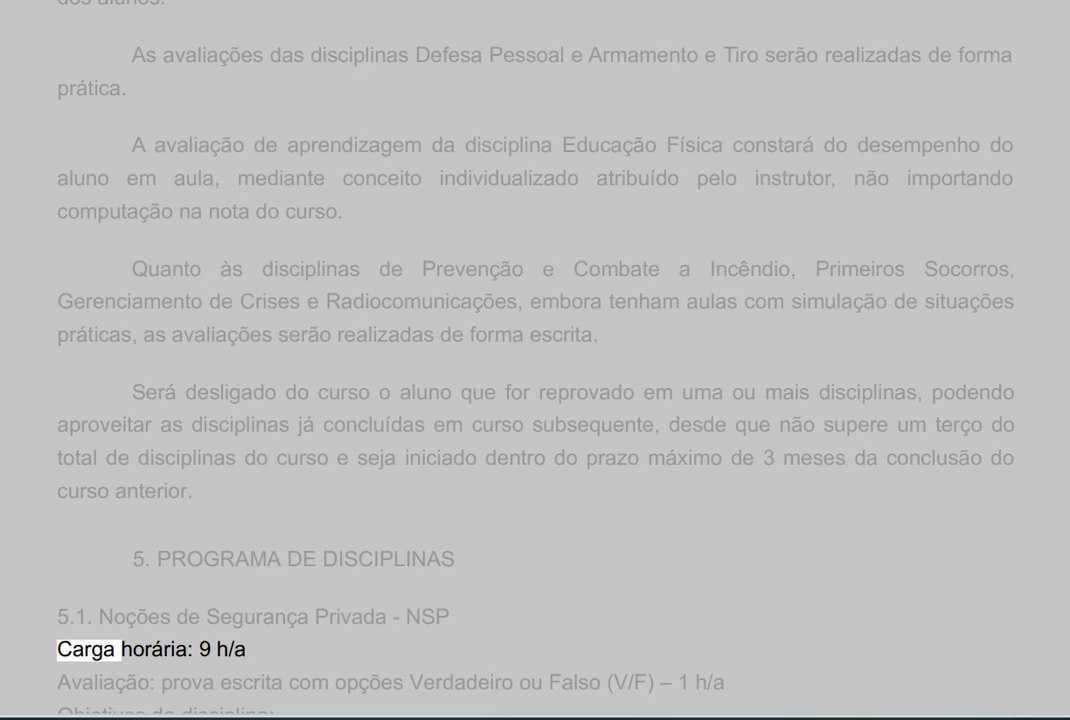 dos alunos.
As avaliações das disciplinas Defesa Pessoal e Armamento e Tiro serão realizadas de forma
prática.
A avaliação de aprendizagem da disciplina Educação Física constará do desempenho do
aluno em aula, mediante conceito individualizado atribuído pelo instrutor, não importando
computação na nota do curso.
Quanto às disciplinas de Prevenção e Combate a Incêndio, Primeiros Socorros,
Gerenciamento de Crises e Radiocomunicações, embora tenham aulas com simulação de situações
práticas, as avaliações serão realizadas de forma escrita.
Será desligado do curso o aluno que for reprovado em uma ou mais disciplinas, podendo
aproveitar as disciplinas já concluídas em curso subsequente, desde que não supere um terço do
total de disciplinas do curso e seja iniciado dentro do prazo máximo de 3 meses da conclusão do
curso anterior.
5. PROGRAMA DE DISCIPLINAS
5.1. Noções de Segurança Privada - NSP
Carga horária: 9 h/a
Avaliação: prova escrita com opções Verdadeiro ou Falso (V/F) – 1 h/a
Objetivos da disciplina: